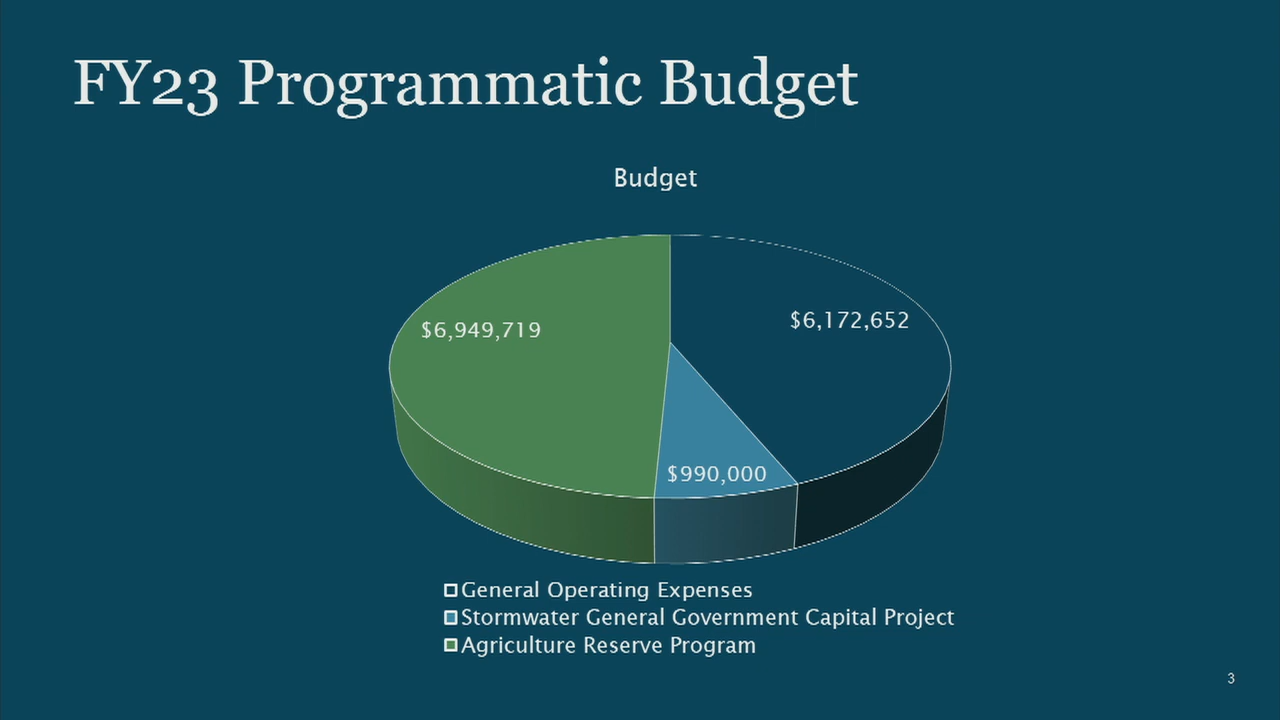 FY23 Programmatic Budget
Budget
$6,949,719
$6,172,652
$990,000
General Operating Expenses
Stormwater General Government Capital Project
Agriculture Reserve Program
3